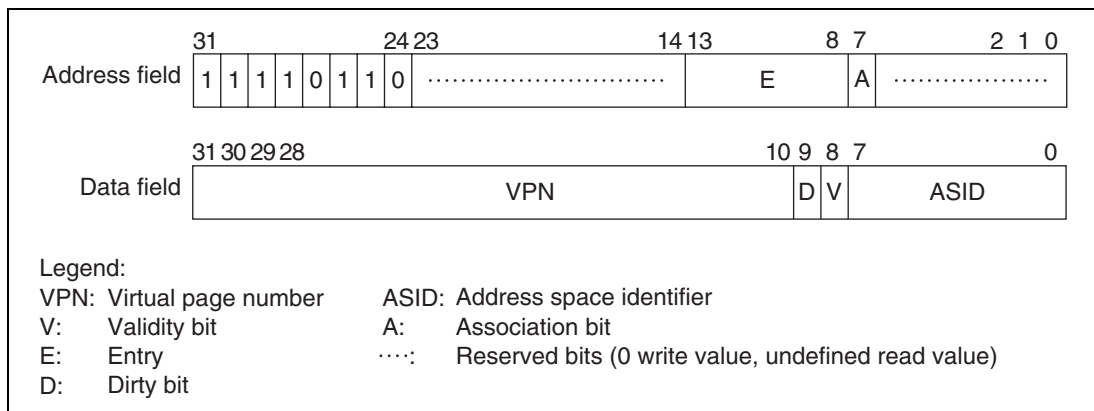 31 24 23 14 13 8 7 2 1 0
Address field 1 1 1 1 0 1 1 0 ............................ E A ...................
31 30 29 28 10 9 8 7 0
Data field VPN D V ASID
Legend:
VPN: Virtual page number ASID: Address space identifier
V: Validity bit A: Association bit
E: Entry ····: Reserved bits (0 write value, undefined read value)
D: Dirty bit